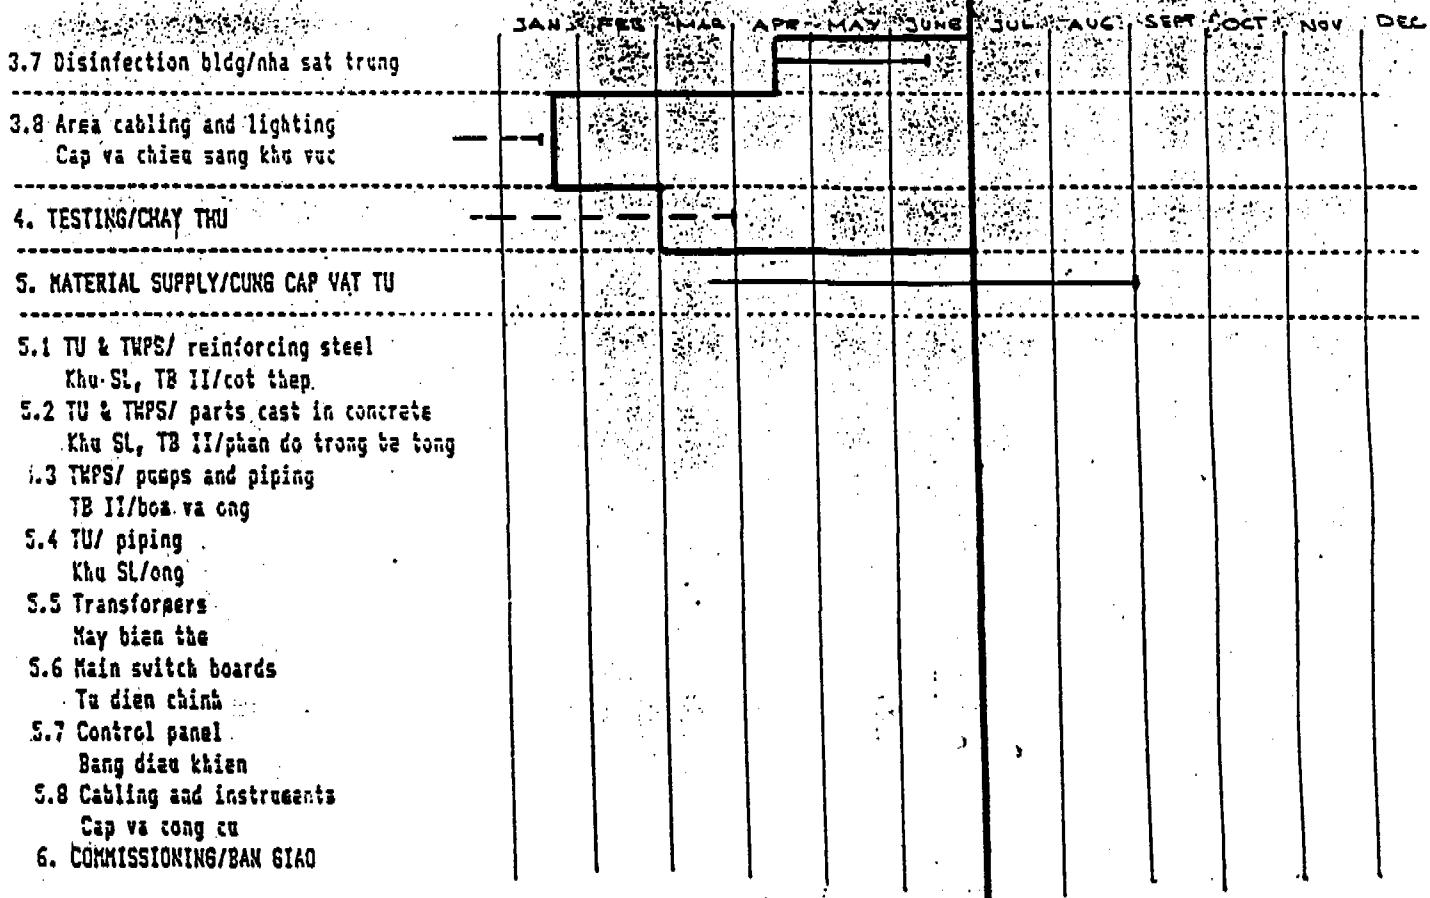 JAN FEB MAR APR MAY JUNE JUL AUG SEPT OCT NOV DEC
3.7 Disinfection bldg/nha sat trung
3.8 Area cabling and lighting
Cap va chieu sang khu vuc
4. TESTING/CHAY THU
5. MATERIAL SUPPLY/CUNG CAP VAT TU
5.1 TU & TWPS/ reinforcing steel
Khu SL, TB II/cot thep.
5.2 TU & TWPS/ parts cast in concrete
Khu SL, TB II/phan do trong be tong
.3 TWPS/ pumps and piping
TB II/bom va ong
5.4 TU/ piping
Khu SL/ong
5.5 Transformers
May bien the
5.6 Main switch boards
Tu dien chinh
5.7 Control panel
Bang dieu khien
5.8 Cabling and instruments
Cap va cong cu
6. COMMISSIONING/BAN GIAO